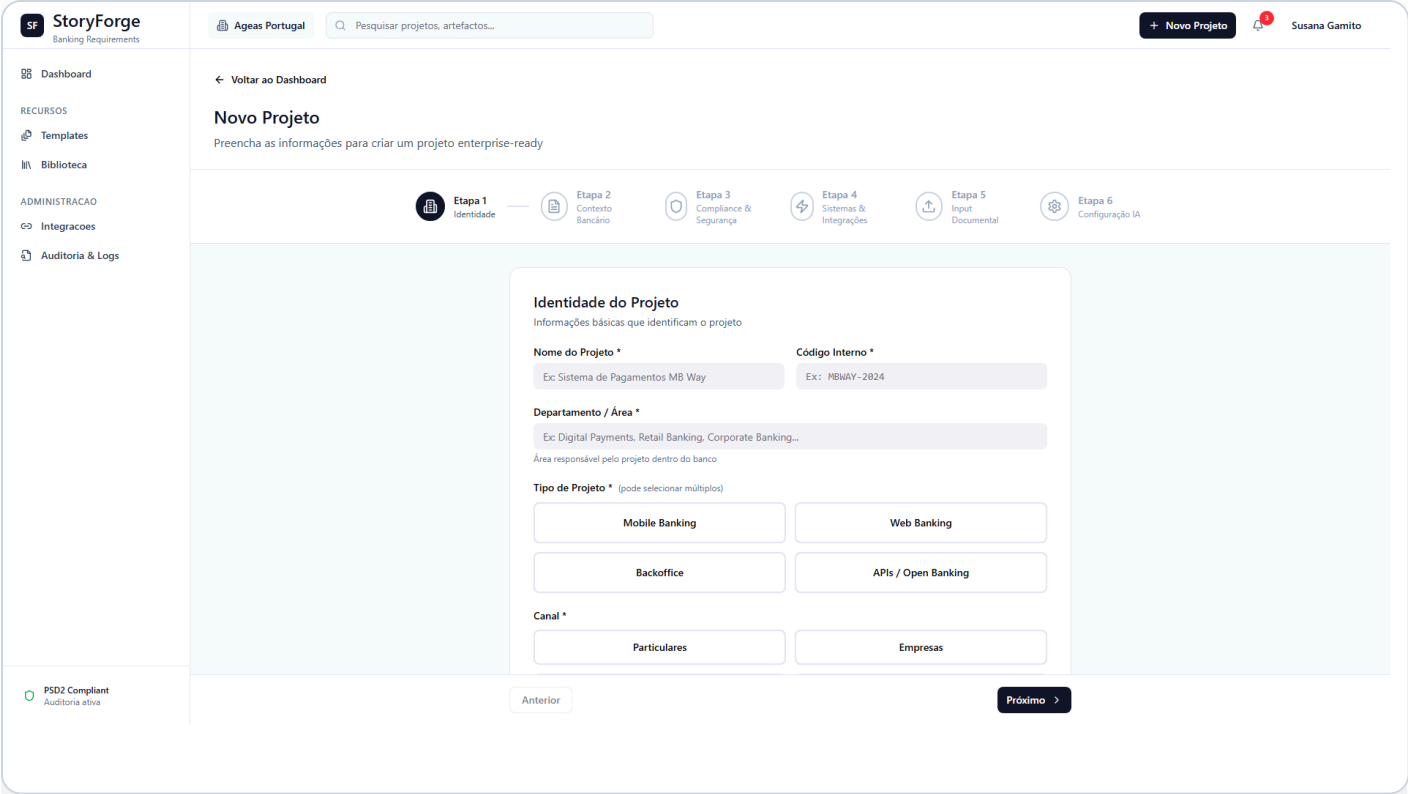 SF
StoryForge
Banking Requirements
Ageas Portugal
Pesquisar projetos, artefactos...
+ Novo Projeto
3
Susana Gamito
Dashboard
RECURSOS
Templates
Biblioteca
ADMINISTRACAO
Integracoes
Auditoria & Logs
PSD2 Compliant
Auditoria ativa
Voltar ao Dashboard
Novo Projeto
Preencha as informações para criar um projeto enterprise-ready
Etapa 1
Identidade
Etapa 2
Contexto
Bancário
Etapa 3
Compliance &
Segurança
Etapa 4
Sistemas &
Integrações
Etapa 5
Input
Documental
Etapa 6
Configuração IA
Identidade do Projeto
Informações básicas que identificam o projeto
Nome do Projeto *
Código Interno *
Ex: Sistema de Pagamentos MB Way
Ex: MBWAY-2024
Departamento / Área *
Ex: Digital Payments, Retail Banking, Corporate Banking...
Área responsável pelo projeto dentro do banco
Tipo de Projeto * (pode selecionar múltiplos)
Mobile Banking
Web Banking
Backoffice
APIs / Open Banking
Canal *
Particulares
Empresas
Anterior
Próximo